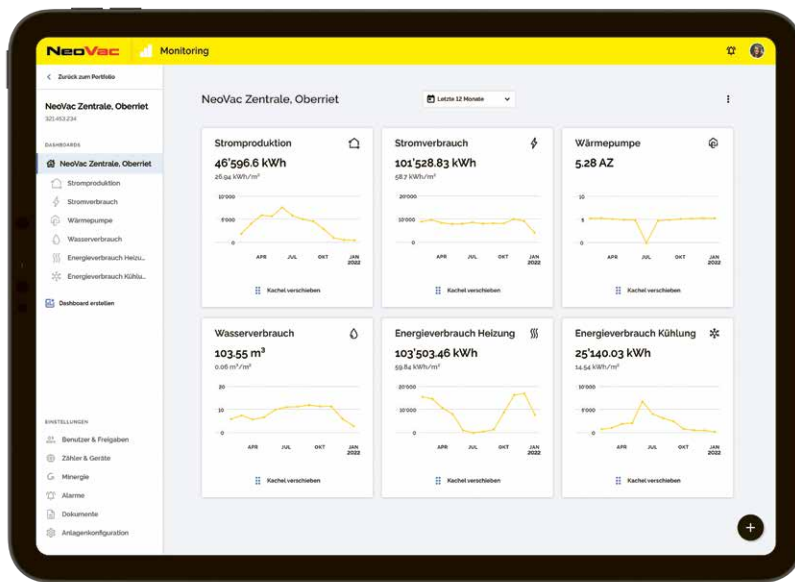 NeoVac
Monitoring
Zurück zum Portfolio
NeoVac Zentrale, Oberriet
321.453.234
DASHBOARDS
NeoVac Zentrale, Oberriet
Stromproduktion
Stromverbrauch
Wärmepumpe
Wasserverbrauch
Energieverbrauch Heizu...
Energieverbrauch Kühlu...
Dashboard erstellen
EINSTELLUNGEN
Benutzer & Freigaben
Zähler & Geräte
Minergie
Alarme
Dokumente
Anlagenkonfiguration
NeoVac Zentrale, Oberriet
Letzte 12 Monate
Stromproduktion
46'596.6 kWh
26.94 kWh/m²
10'000
5'000
0
APR JUL OKT JAN
2022
Kachel verschieben
Stromverbrauch
101'528.83 kWh
58.7 kWh/m²
20'000
10'000
0
APR JUL OKT JAN
2022
Kachel verschieben
Wärmepumpe
5.28 AZ
10
5
0
APR JUL OKT JAN
2022
Kachel verschieben
Wasserverbrauch
103.55 m³
0.06 m³/m²
20
10
0
APR JUL OKT JAN
2022
Kachel verschieben
Energieverbrauch Heizung
103'503.46 kWh
59.84 kWh/m²
20'000
10'000
0
APR JUL OKT JAN
2022
Kachel verschieben
Energieverbrauch Kühlung
25'140.03 kWh
14.54 kWh/m²
10'000
5'000
0
APR JUL OKT JAN
2022
Kachel verschieben